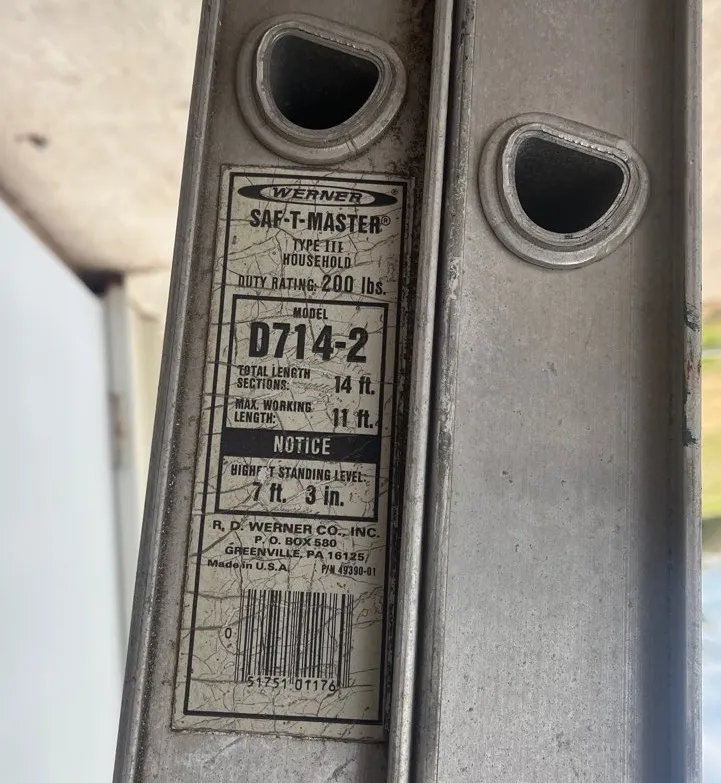 WERNER
SAF-T-MASTER®
TYPE III
HOUSEHOLD
DUTY RATING: 200 lbs.
MODEL
D714-2
TOTAL LENGTH
SECTIONS: 14 ft.
MAX. WORKING
LENGTH: 11 ft.
NOTICE
HIGHEST STANDING LEVEL:
7 ft. 3 in.
R. D. WERNER CO., INC.
P. O. BOX 580
GREENVILLE, PA 16125
Made in U.S.A. P/N 49390-01
0
51751 01176